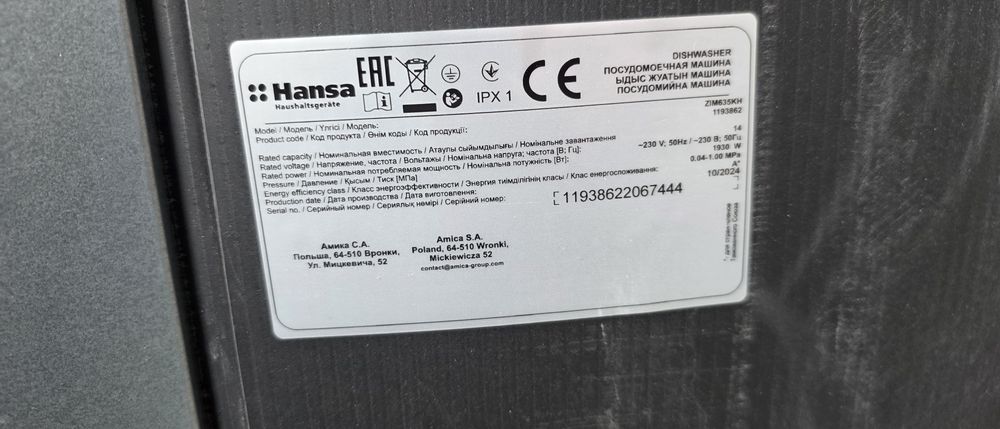 Hansa
Haushaltsgeräte
EAC
IPX 1
CE
DISHWASHER
ПОСУДОМОЕЧНАЯ МАШИНА
ЫДЫС ЖУАТЫН МАШИНА
ПОСУДОМИЙНА МАШИНА
Model / Модель / Үлгісі / Модель: ZIM635KH
Product code / Код продукта / Өнім коды / Код продукції: 1193862
Rated capacity / Номинальная вместимость / Атаулы сыйымдылығы / Номінальне завантаження 14
Rated voltage / Напряжение, частота / Вольтажы / Номінальна напруга; частота [В; Гц]: ~230 V; 50Hz / ~230 В; 50Гц
Rated power / Номинальная потребляемая мощность / Номінальна потужність [Вт]: 1930 W
Pressure / Давление / Қысым / Тиск [МПа] 0.04-1.00 MPa
Energy efficiency class / Класс энергоэффективности / Энергия тиімділігінің класы / Клас енергоспоживання: A*
Production date / Дата производства / Дата виготовлення: 10/2024
Serial no. / Серийный номер / Сериялық нөмірі / Серійний номер: 11938622067444
Амика С.А.
Польша, 64-510 Вронки,
Ул. Мицкевича, 52
Amica S.A.
Poland, 64-510 Wronki,
Mickiewicza 52
contact@amica-group.com
* для стран-членов
Таможенного Союза